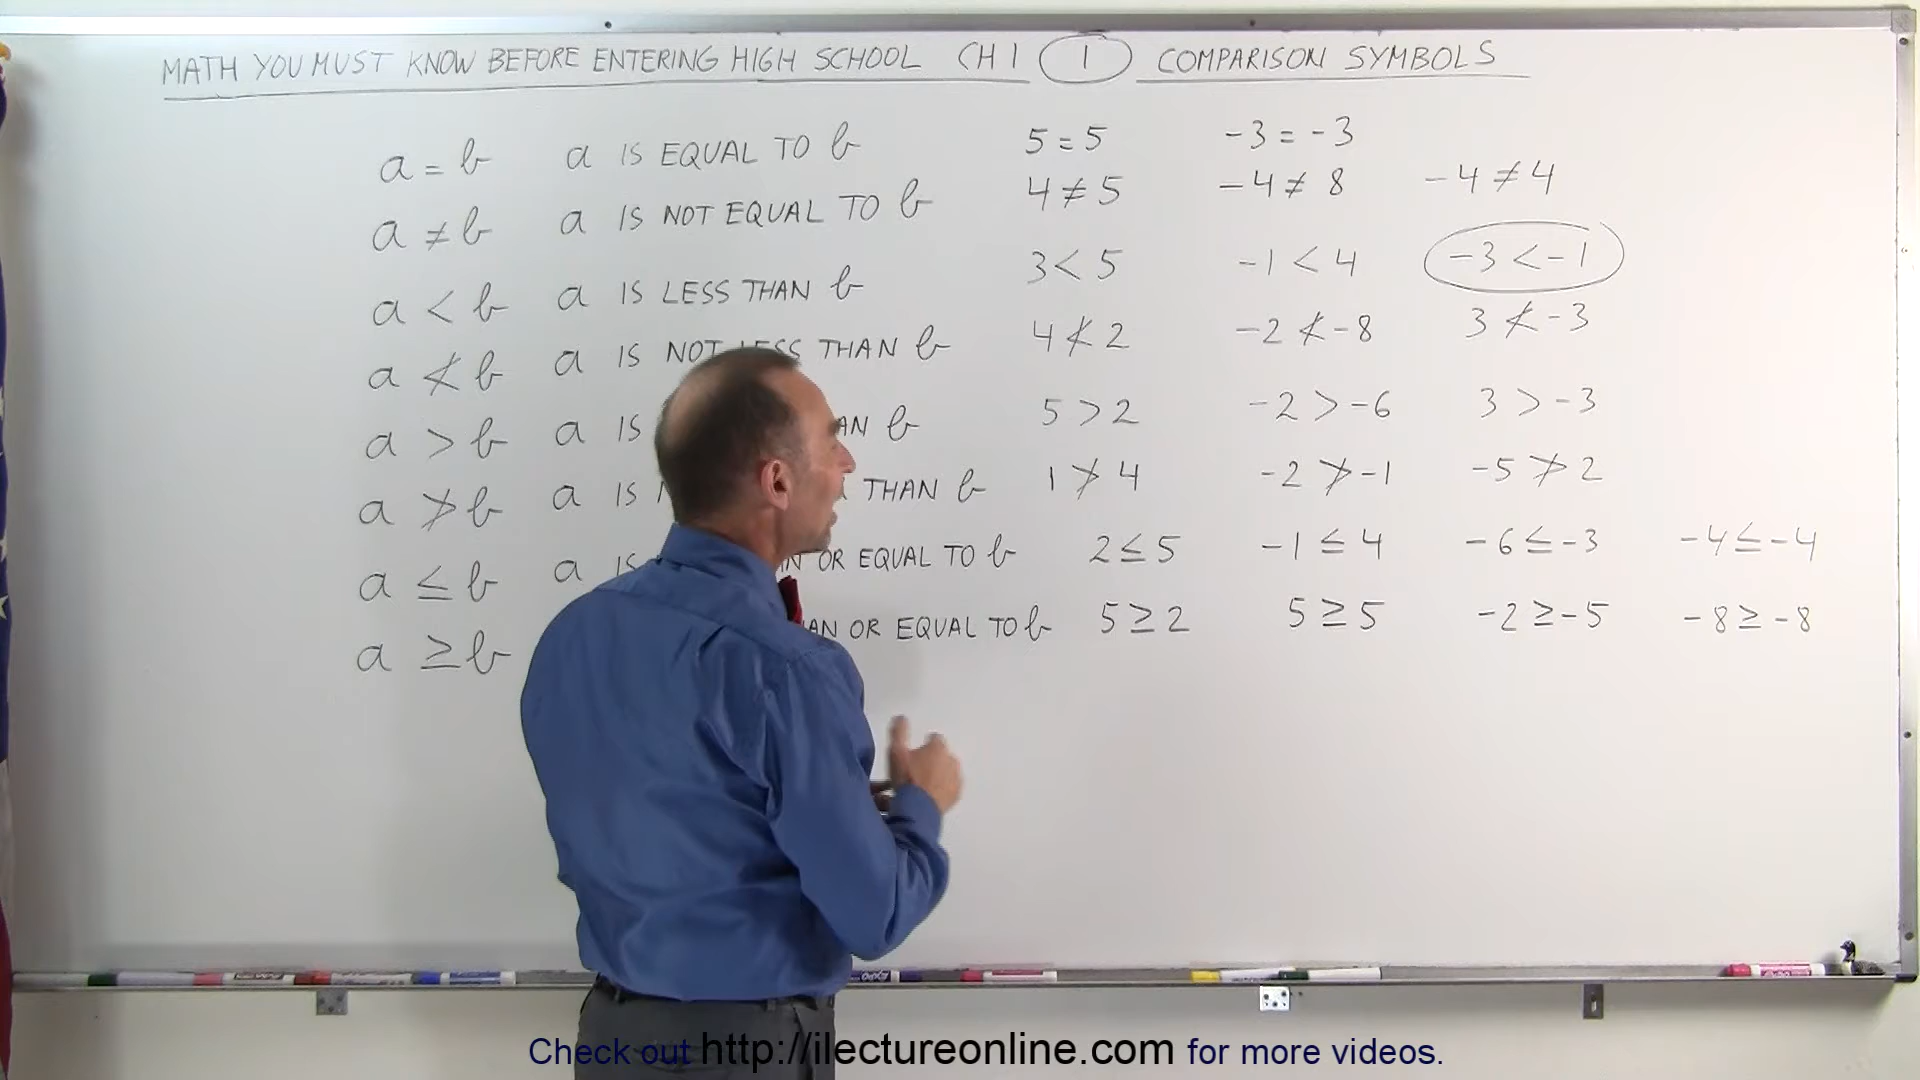 MATH YOU MUST KNOW BEFORE ENTERING HIGH SCHOOL CH 1 1 COMPARISON SYMBOLS
a = b a IS EQUAL TO b 5 = 5 -3 = -3
a ≠ b a IS NOT EQUAL TO b 4 ≠ 5 -4 ≠ 8 -4 ≠ 4
a < b a IS LESS THAN b 3 < 5 -1 < 4 -3 < -1
a ≮ b a IS NOT LESS THAN b 4 ≮ 2 -2 ≮ -8 3 ≮ -3
a > b a IS THAN b 5 > 2 -2 > -6 3 > -3
a ≯ b a IS THAN b 1 ≯ 4 -2 ≯ -1 -5 ≯ 2
a ≤ b a IS OR EQUAL TO b 2 ≤ 5 -1 ≤ 4 -6 ≤ -3 -4 ≤ -4
a ≥ b THAN OR EQUAL TO b 5 ≥ 2 5 ≥ 5 -2 ≥ -5 -8 ≥ -8
EXPO
Check out http://ilectureonline.com for more videos.